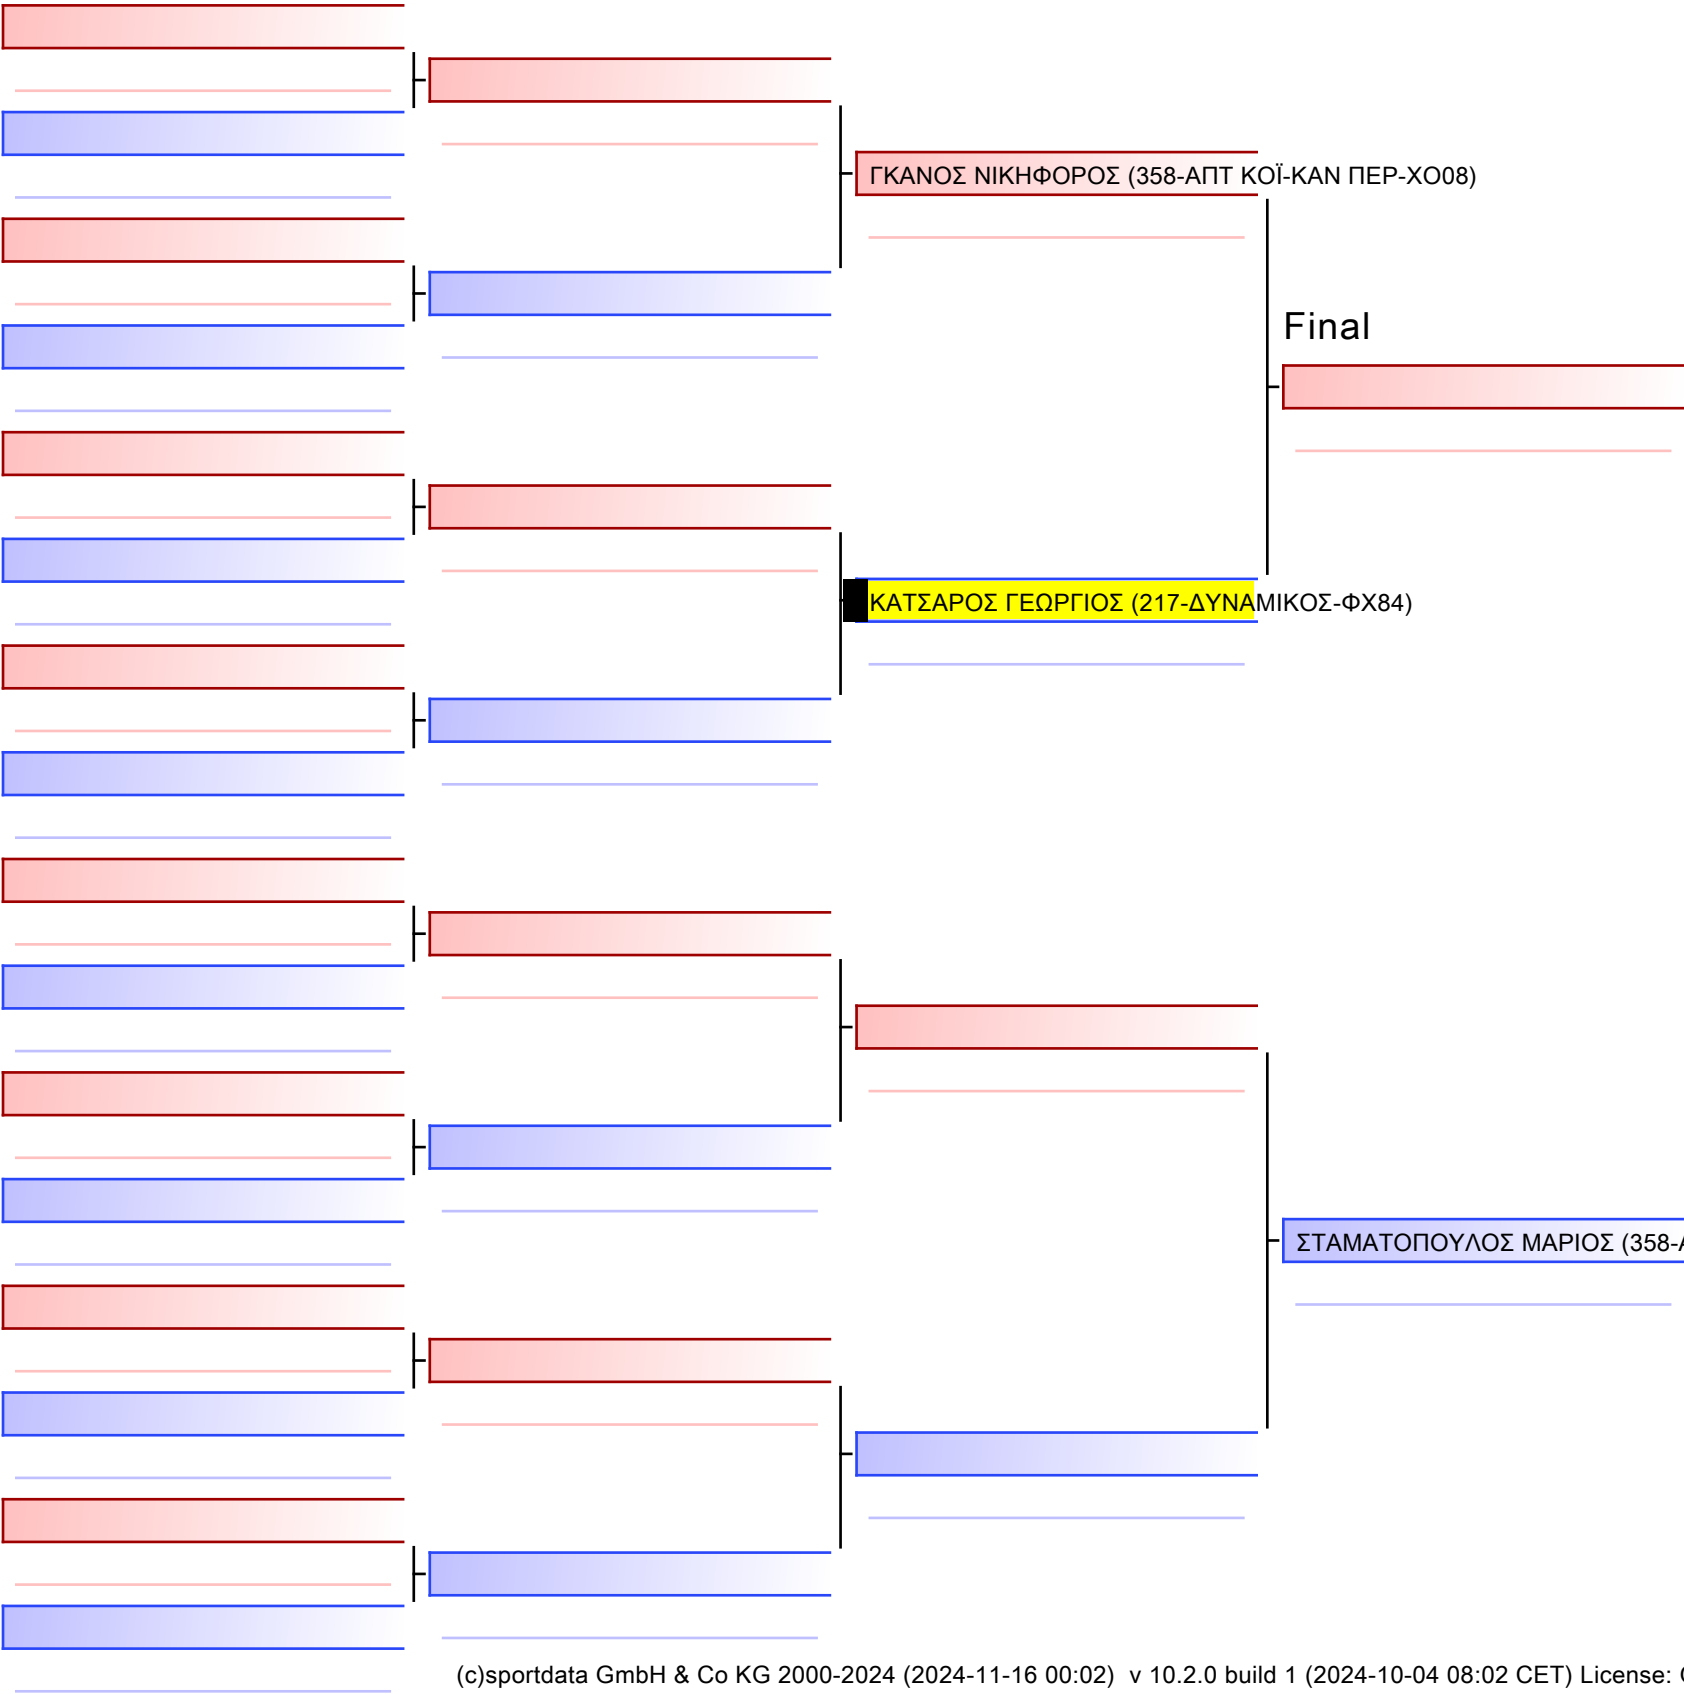 ΓΚΑΝΟΣ ΝΙΚΗΦΟΡΟΣ (358-ΑΠΤ ΚΟΪ-ΚΑΝ ΠΕΡ-ΧΟ08)
Final
ΚΑΤΣΑΡΟΣ ΓΕΩΡΓΙΟΣ (217-ΔΥΝΑΜΙΚΟΣ-ΦΧ84)
ΣΤΑΜΑΤΟΠΟΥΛΟΣ ΜΑΡΙΟΣ (358-Α
(c)sportdata GmbH & Co KG 2000-2024 (2024-11-16 00:02) v 10.2.0 build 1 (2024-10-04 08:02 CET) License: